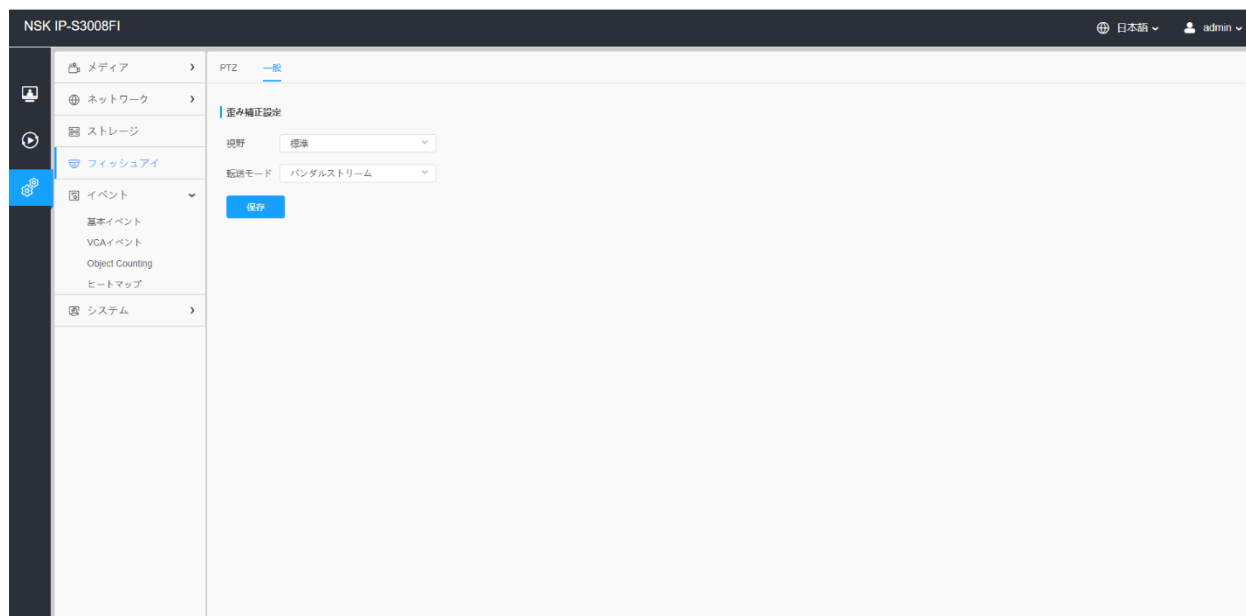 NSK IP-S3008FI
日本語
admin
メディア
ネットワーク
ストレージ
フィッシュアイ
イベント
基本イベント
VCAイベント
Object Counting
ヒートマップ
システム
PTZ 一般
歪み補正設定
視野 標準
転送モード バンダルストリーム
保存